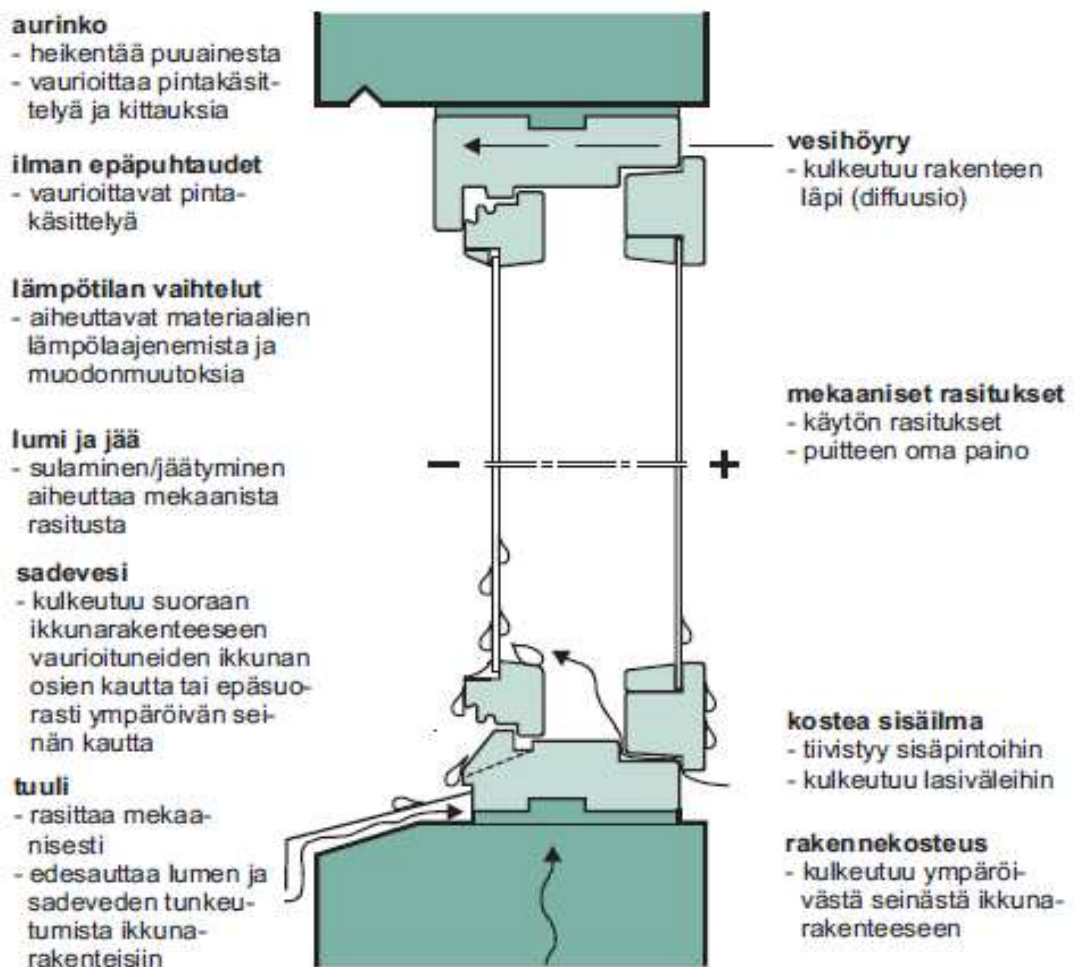 aurinko
- heikentää puuainesta
- vaurioittaa pintakäsit-
telyä ja kittauksia
ilman epäpuhtaudet
- vaurioittavat pinta-
käsittelyä
lämpötilan vaihtelut
- aiheuttavat materiaalien
lämpölaajenemista ja
muodonmuutoksia
lumi ja jää
- sulaminen/jäätyminen
aiheuttaa mekaanista
rasitusta
sadevesi
- kulkeutuu suoraan
ikkunarakenteeseen
vaurioituneiden ikkunan
osien kautta tai epäsuo-
rasti ympäröivän sei-
nän kautta
tuuli
- rasittaa mekaa-
nisesti
- edesauttaa lumen ja
sadeveden tunkeu-
tumista ikkuna-
rakenteisiin
− +
vesihöyry
- kulkeutuu rakenteen
läpi (diffuusio)
mekaaniset rasitukset
- käytön rasitukset
- puitteen oma paino
kostea sisäilma
- tiivistyy sisäpintoihin
- kulkeutuu lasiväleihin
rakennekosteus
- kulkeutuu ympäröi-
västä seinästä ikkuna-
rakenteeseen